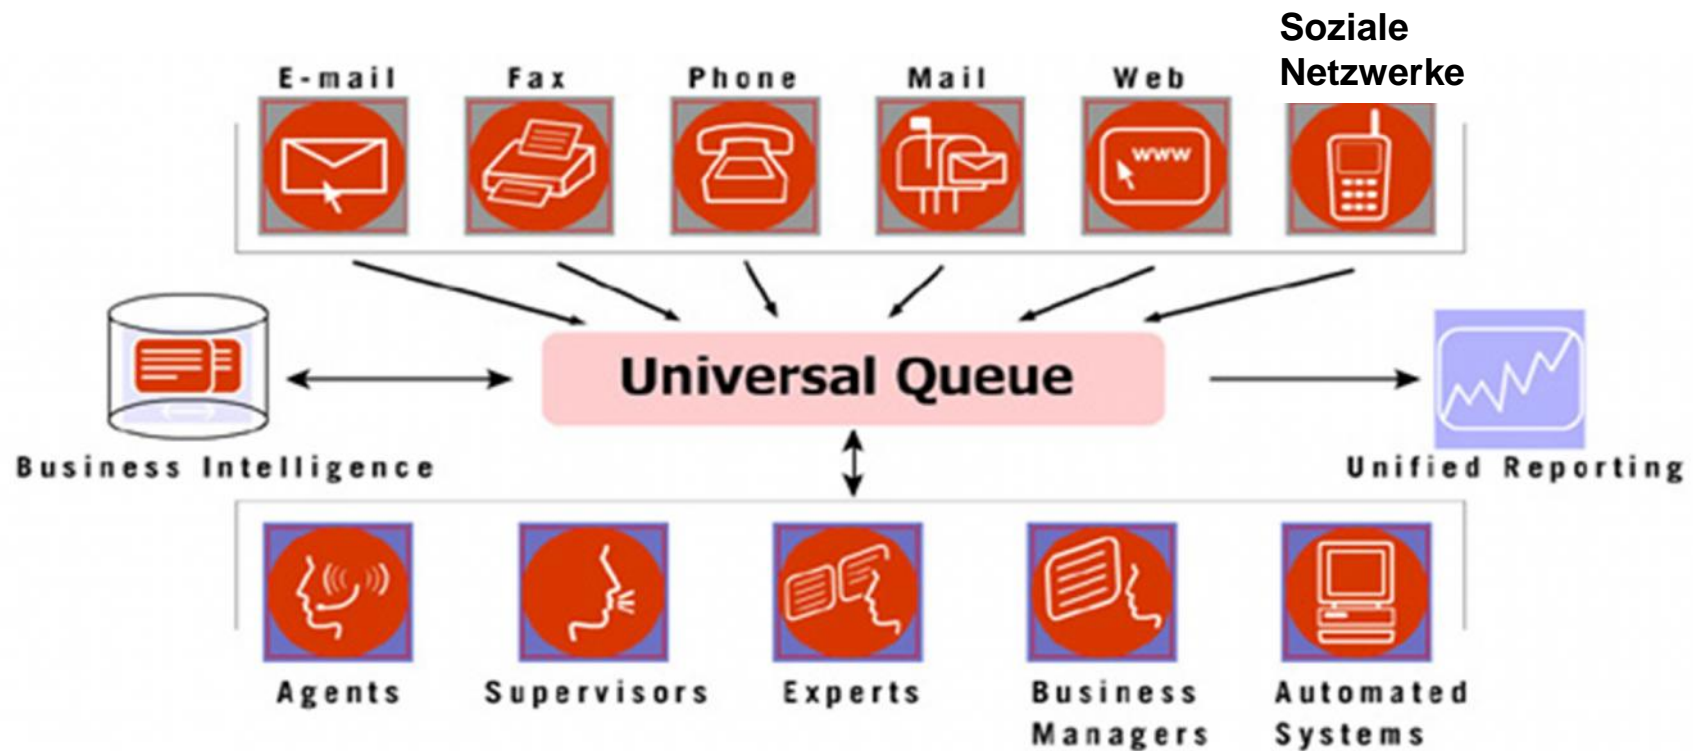 Soziale
Netzwerke
E-mail
Fax
Phone
Mail
Web
www
Universal Queue
Business Intelligence
Unified Reporting
Agents
Supervisors
Experts
Business
Managers
Automated
Systems